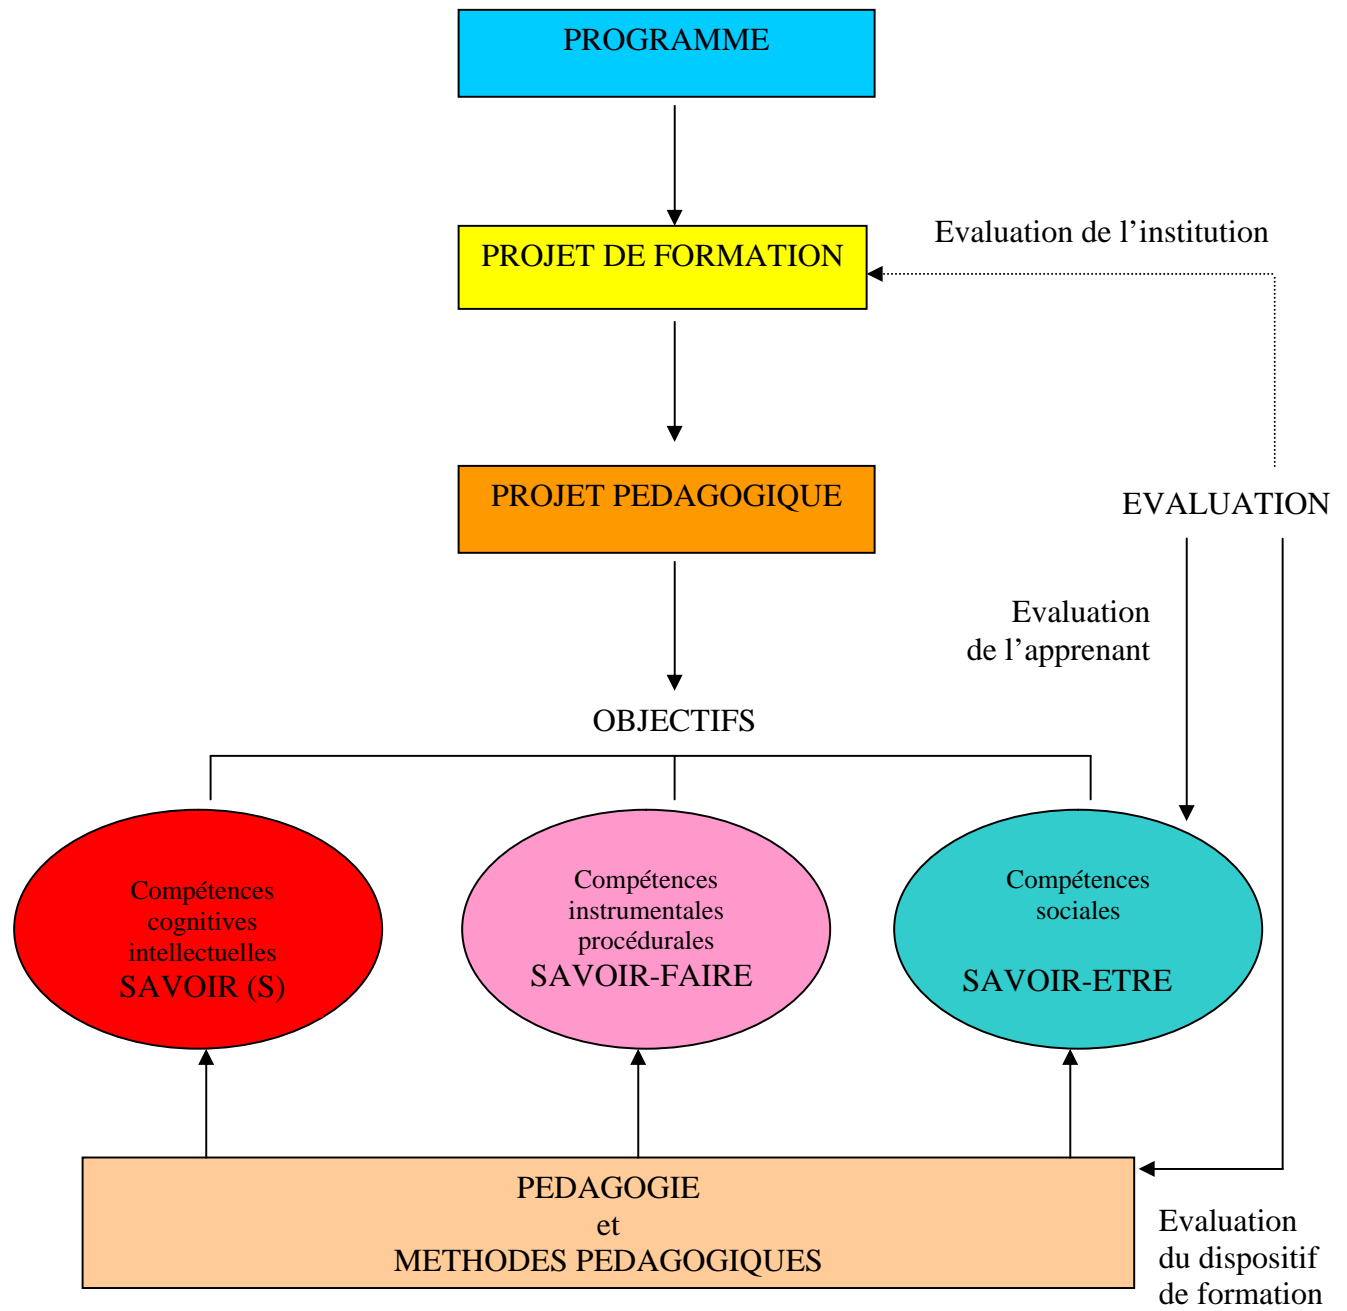 PROGRAMME
Evaluation de l’institution
PROJET DE FORMATION
PROJET PEDAGOGIQUE
EVALUATION
Evaluation
de l’apprenant
OBJECTIFS
Compétences
cognitives
intellectuelles
SAVOIR (S)
Compétences
instrumentales
procédurales
SAVOIR-FAIRE
Compétences
sociales
SAVOIR-ETRE
PEDAGOGIE
et
METHODES PEDAGOGIQUES
Evaluation
du dispositif
de formation